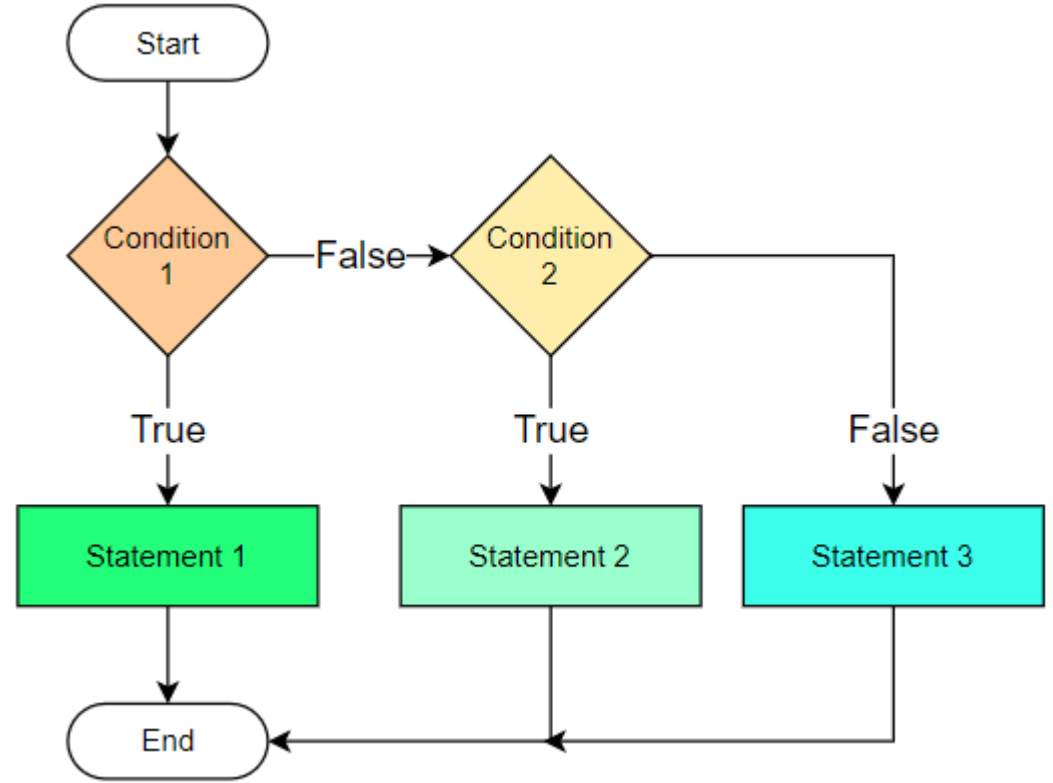 Start
Condition
1
False
Condition
2
True
True
False
Statement 1
Statement 2
Statement 3
End